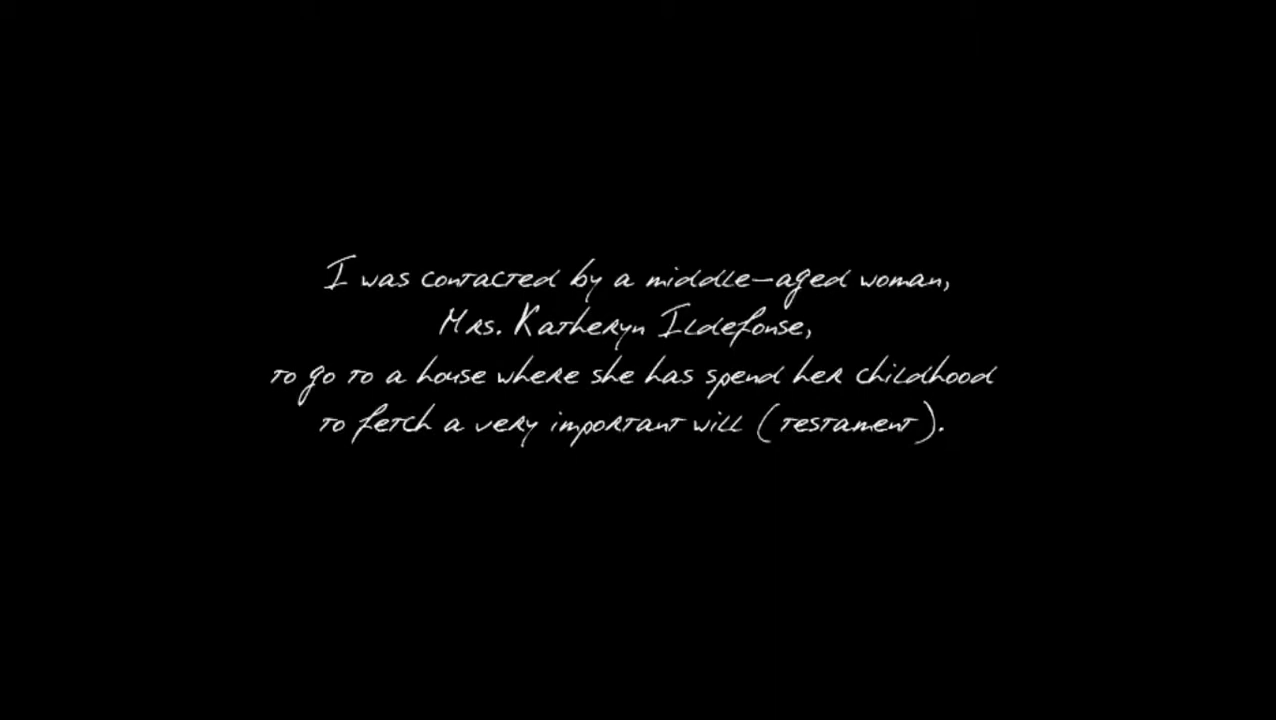 I was contacted by a middle-aged woman,
Mrs. Katheryn Ildefonse,
to go to a house where she has spend her childhood
to fetch a very important will (testament).